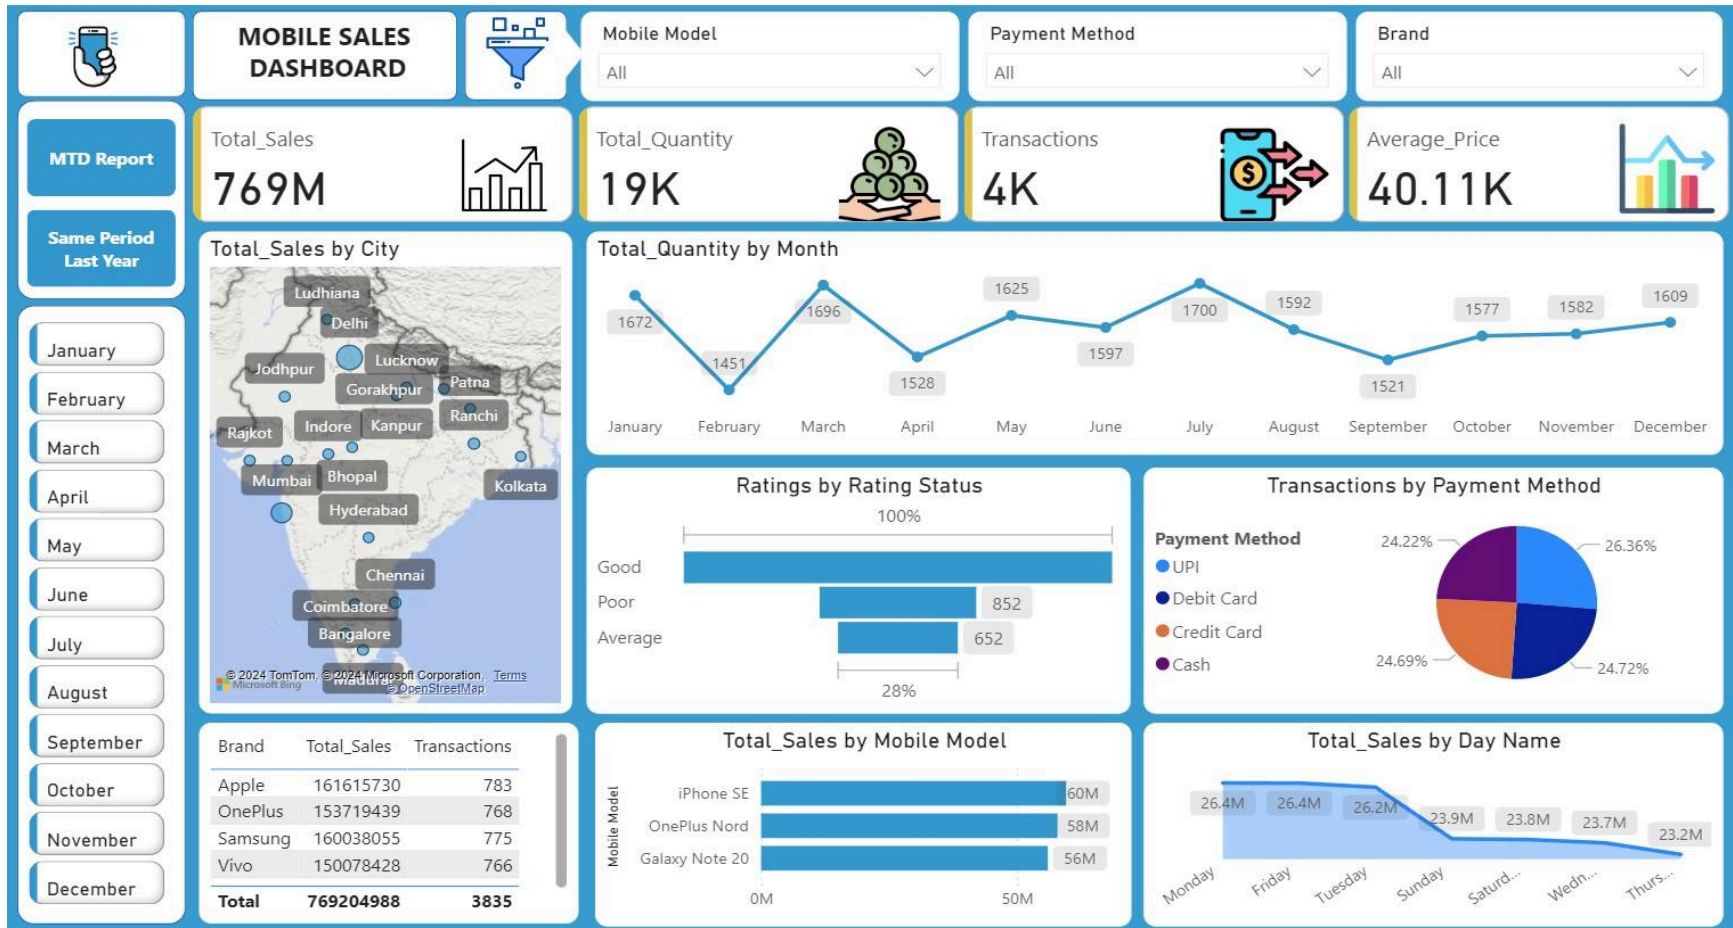 MOBILE SALES
DASHBOARD
Mobile Model
All
Payment Method
All
Brand
All
MTD Report
Same Period
Last Year
Total_Sales
769M
Total_Quantity
19K
Transactions
4K
Average_Price
40.11K
January
February
March
April
May
June
July
August
September
October
November
December
Total_Sales by City
Ludhiana
Delhi
Lucknow
Jodhpur
Gorakhpur
Patna
Ranchi
Rajkot
Indore
Kanpur
Mumbai
Bhopal
Kolkata
Hyderabad
Chennai
Coimbatore
Bangalore
© 2024 TomTom, © 2024 Microsoft Corporation, Terms
Microsoft Bing
© OpenStreetMap
Total_Quantity by Month
1672
1451
1696
1528
1625
1597
1700
1592
1521
1577
1582
1609
January February March April May June July August September October November December
Ratings by Rating Status
100%
Good
Poor 852
Average 652
28%
Transactions by Payment Method
Payment Method
UPI
Debit Card
Credit Card
Cash
24.22%
26.36%
24.69%
24.72%
Brand Total_Sales Transactions
Apple 161615730 783
OnePlus 153719439 768
Samsung 160038055 775
Vivo 150078428 766
Total 769204988 3835
Total_Sales by Mobile Model
Mobile Model
iPhone SE 60M
OnePlus Nord 58M
Galaxy Note 20 56M
0M 50M
Total_Sales by Day Name
26.4M 26.4M 26.2M 23.9M 23.8M 23.7M 23.2M
Monday Friday Tuesday Sunday Saturd... Wedn... Thurs...